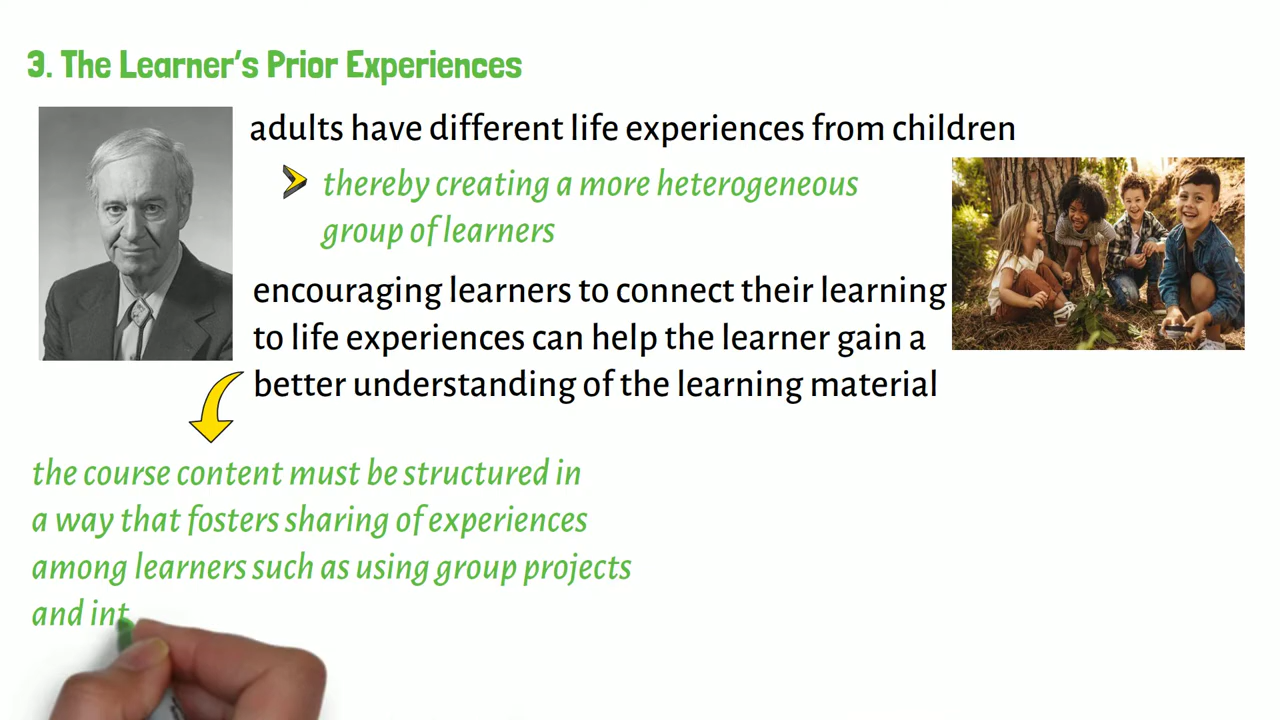 3. The Learner's Prior Experiences
adults have different life experiences from children
thereby creating a more heterogeneous
group of learners
encouraging learners to connect their learning
to life experiences can help the learner gain a
better understanding of the learning material
the course content must be structured in
a way that fosters sharing of experiences
among learners such as using group projects
and int